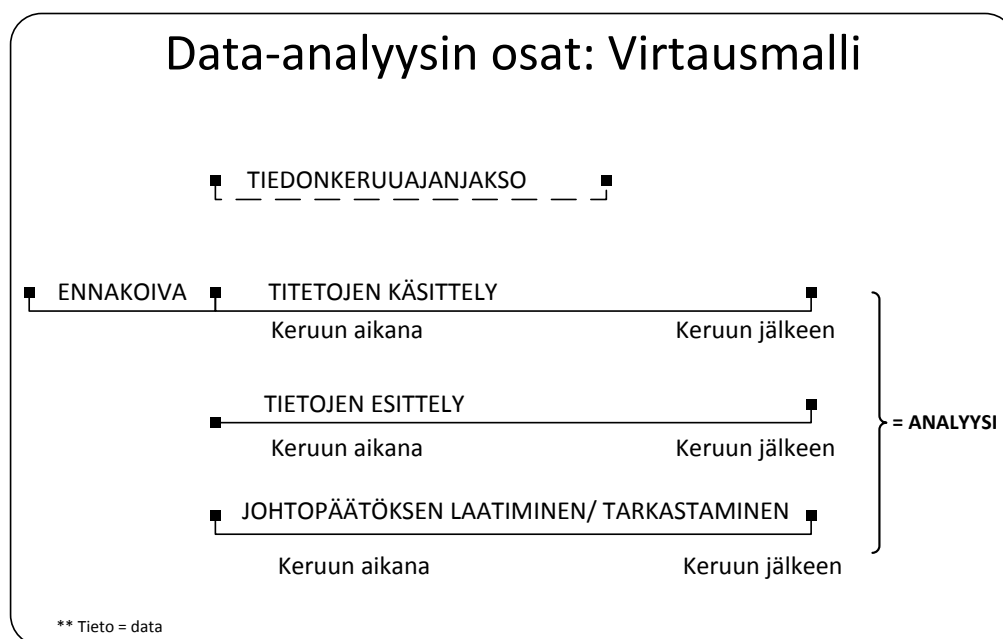 Data-analyysin osat: Virtausmalli
TIEDONKERUUAJANJAKSO
ENNAKOIVA TITETOJEN KÄSITTELY
Keruun aikana Keruun jälkeen
TIETOJEN ESITTELY
Keruun aikana Keruun jälkeen
= ANALYYSI
JOHTOPÄÄTÖKSEN LAATIMINEN/ TARKASTAMINEN
Keruun aikana Keruun jälkeen
** Tieto = data